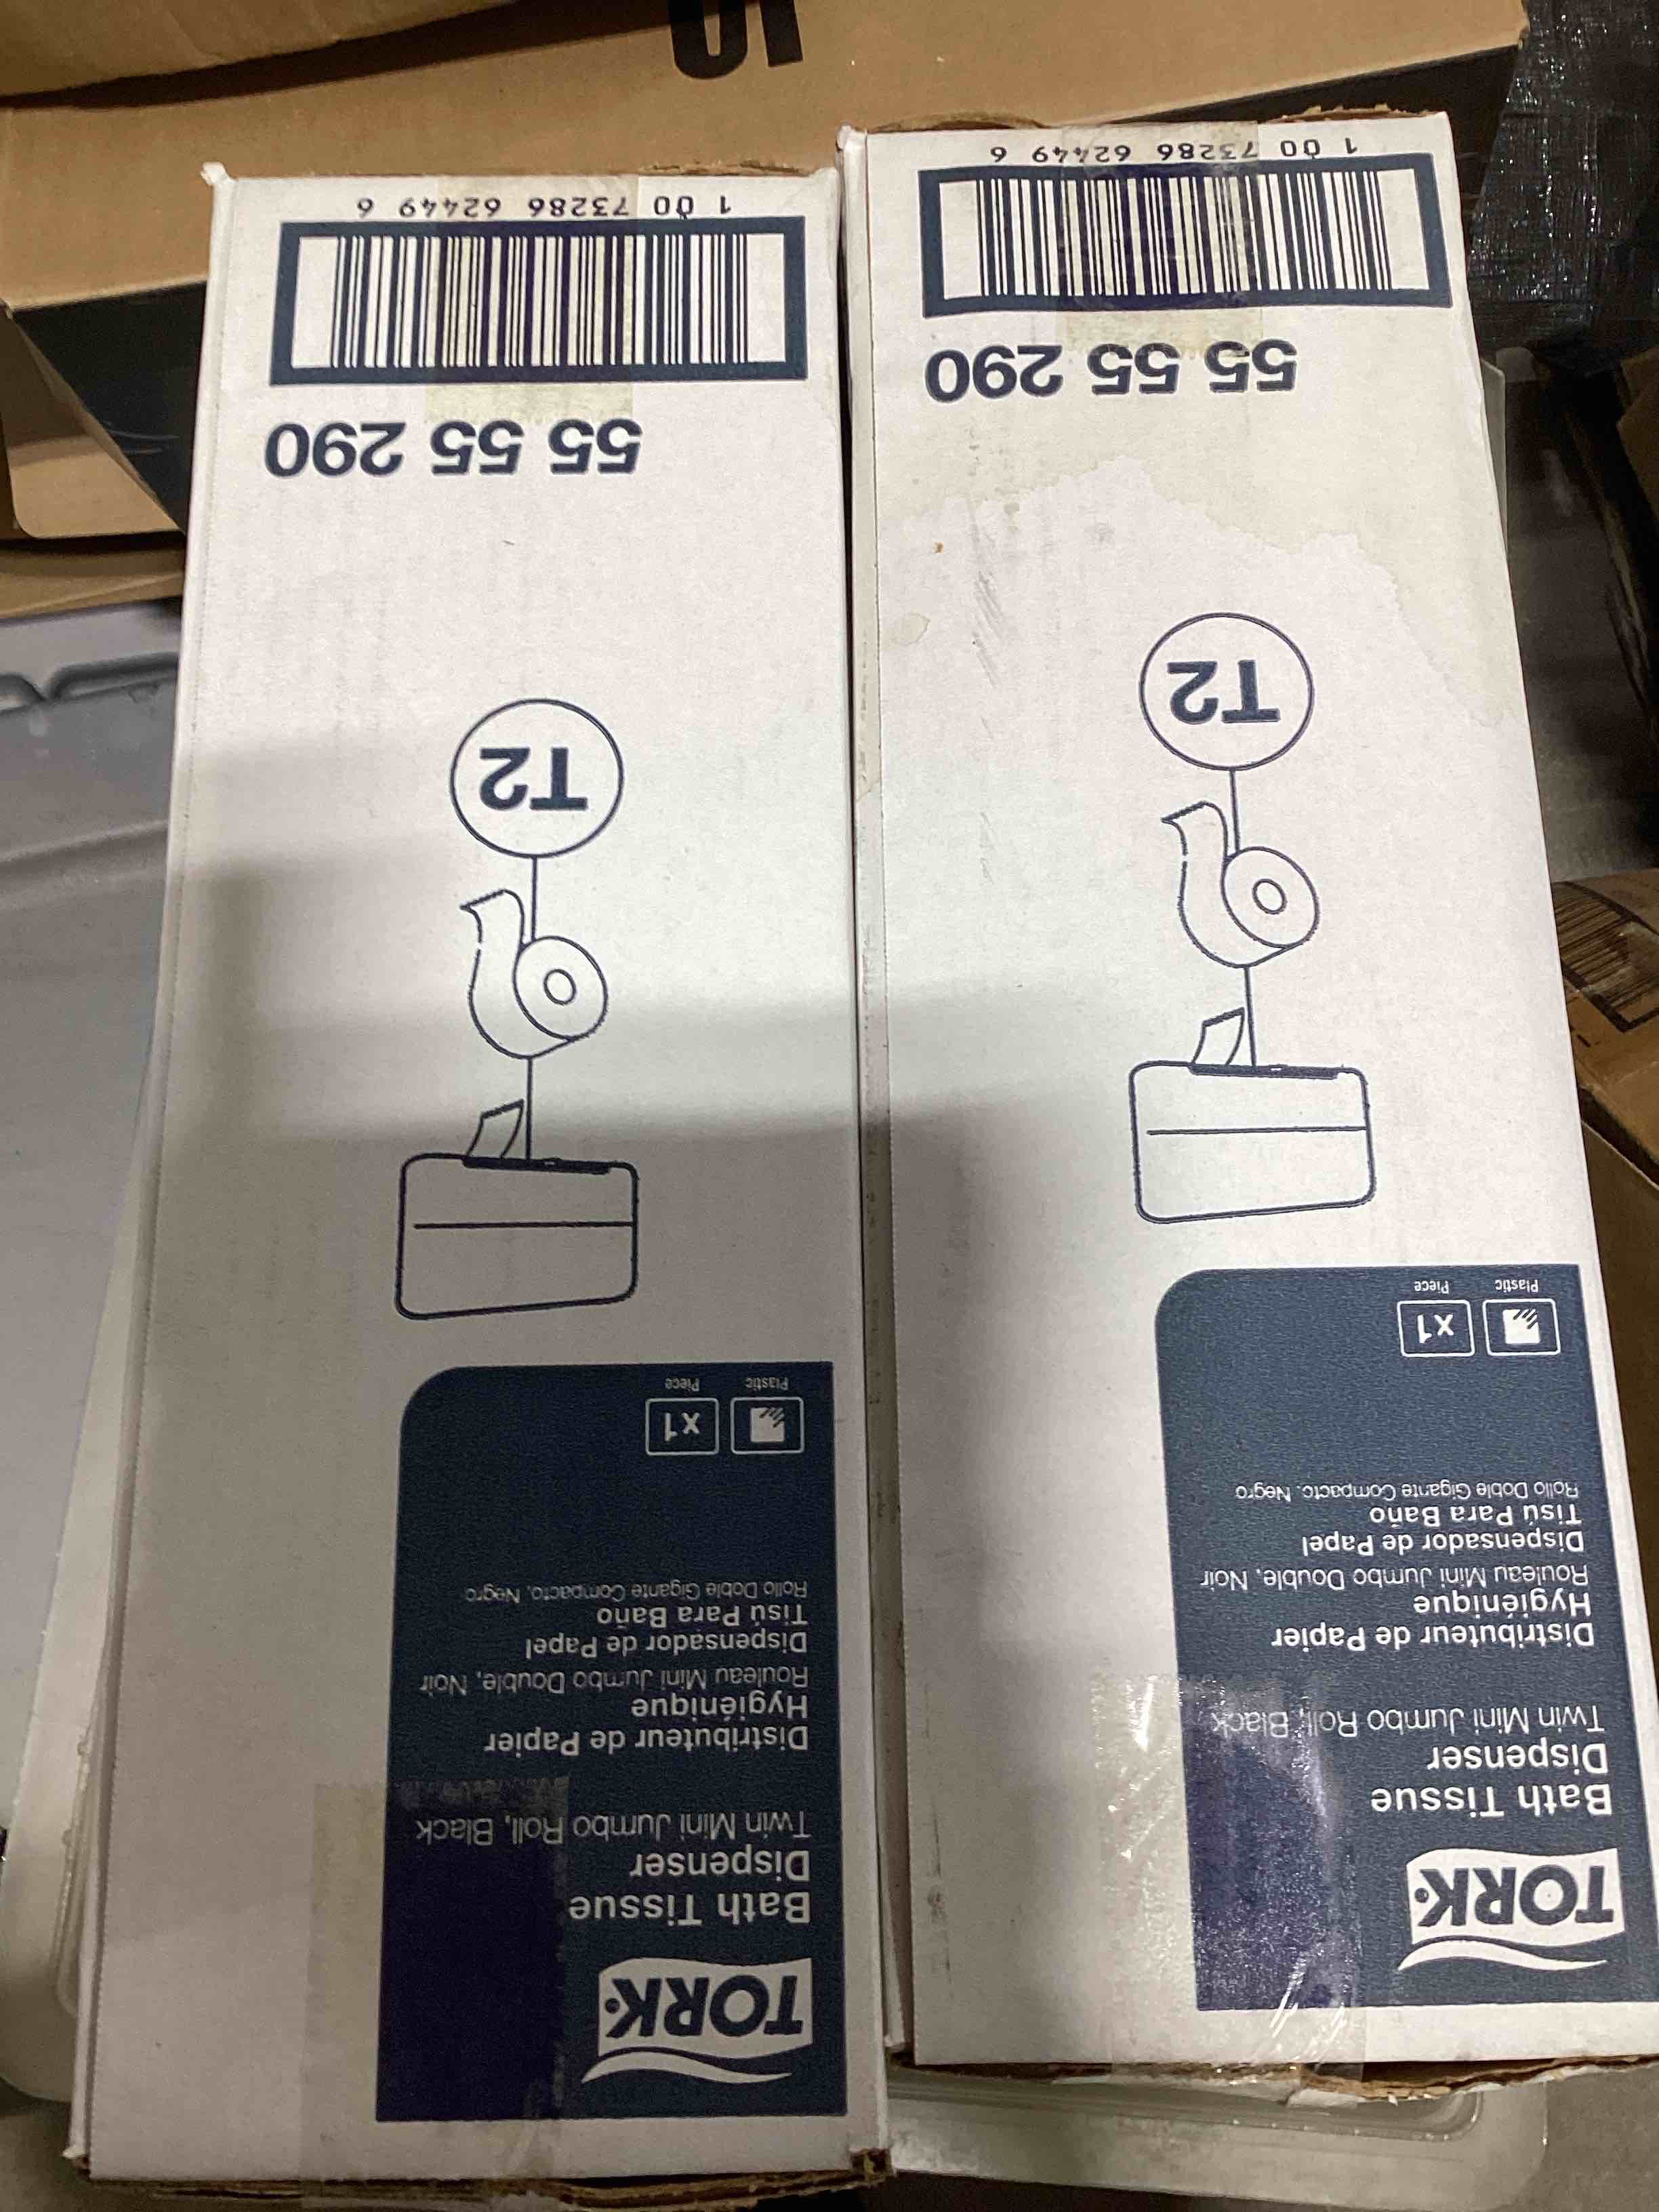 TORK
Bath Tissue
Dispenser
Twin Mini Jumbo Roll, Black
Distributeur de Papier
Hygiénique
Rouleau Mini Jumbo Double, Noir
Dispensador de Papel
Tisú Para Baño
Rollo Doble Gigante Compacto, Negro
Plastic
x1
Piece
T2
55 55 290
1 00 73286 62449 6
TORK
Bath Tissue
Dispenser
Twin Mini Jumbo Roll, Black
Distributeur de Papier
Hygiénique
Rouleau Mini Jumbo Double, Noir
Dispensador de Papel
Tisú Para Baño
Rollo Doble Gigante Compacto, Negro
Plastic
x1
Piece
T2
55 55 290
1 00 73286 62449 6